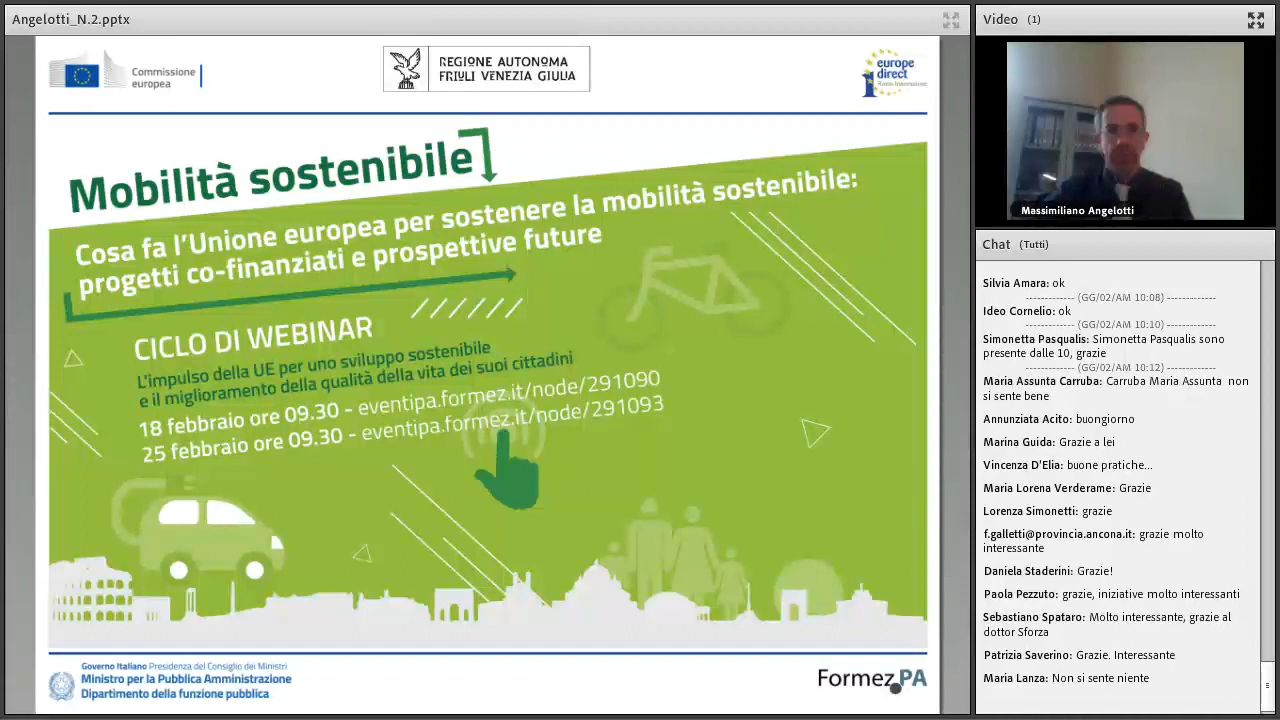 Angelotti_N.2.pptx
Commissione
europea
REGIONE AUTONOMA
FRIULI VENEZIA GIULIA
europe
direct
Mobilità sostenibile
Cosa fa l'Unione europea per sostenere la mobilità sostenibile:
progetti co-finanziati e prospettive future
CICLO DI WEBINAR
L'impulso della UE per uno sviluppo sostenibile
e il miglioramento della qualità della vita dei suoi cittadini
18 febbraio ore 09.30 - eventipa.formez.it/node/291090
25 febbraio ore 09.30 - eventipa.formez.it/node/291093
Governo Italiano Presidenza del Consiglio dei Ministri
Ministro per la Pubblica Amministrazione
Dipartimento della funzione pubblica
Formez PA
Video (1)
Massimiliano Angelotti
Chat (Tutti)
Silvia Amara: ok
------------ (GG/02/AM 10:08) ------------
Ideo Cornelio: ok
------------ (GG/02/AM 10:10) ------------
Simonetta Pasqualis: Simonetta Pasqualis sono
presente dalle 10, grazie
------------ (GG/02/AM 10:12) ------------
Maria Assunta Carruba: Carruba Maria Assunta non
si sente bene
Annunziata Acito: buongiorno
Marina Guida: Grazie a lei
Vincenza D'Elia: buone pratiche...
Maria Lorena Verderame: Grazie
Lorenza Simonetti: grazie
f.galletti@provincia.ancona.it: grazie molto
interessante
Daniela Staderini: Grazie!
Paola Pezzuto: grazie, iniziative molto interessanti
Sebastiano Spataro: Molto interessante, grazie al
dottor Sforza
Patrizia Saverino: Grazie. Interessante
Maria Lanza: Non si sente niente